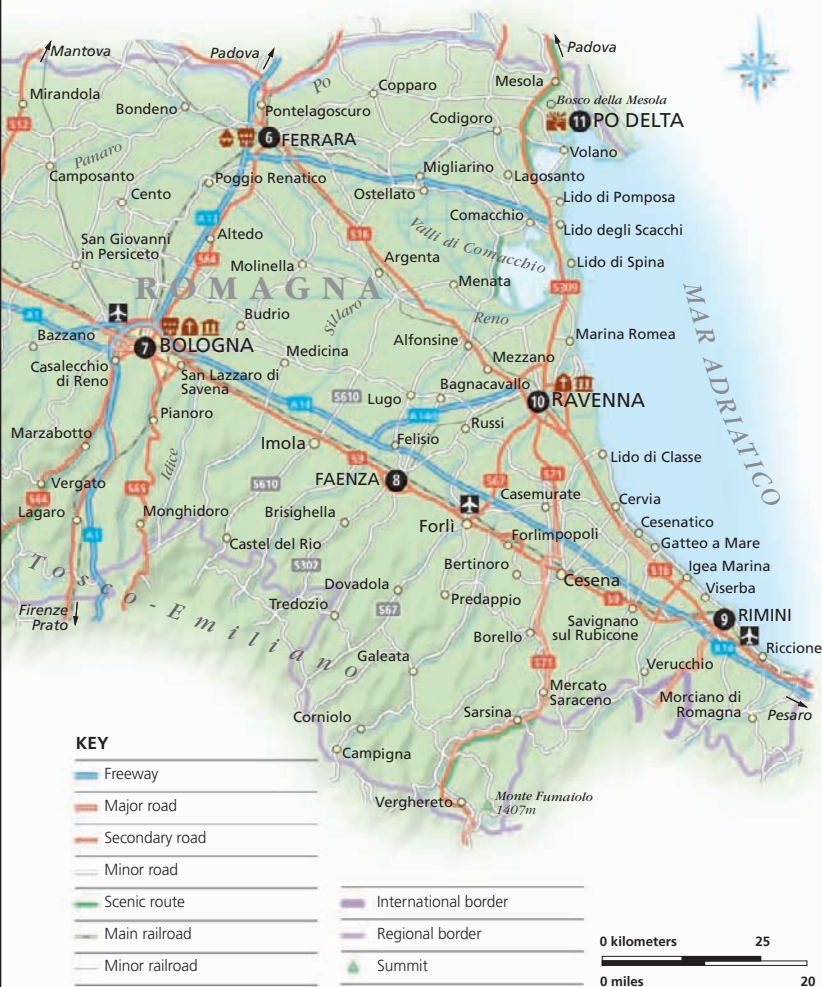 Mantova
Padova
Padova
Mirandola
Bondeno
Pontelagoscuro
Po
Copparo
Mesola
Bosco della Mesola
S12
Codigoro
11 PO DELTA
6 FERRARA
Volano
Panaro
Camposanto
Cento
Poggio Renatico
Migliarino
Ostellato
Lagosanto
Lido di Pomposa
Comacchio
A13
S16
Lido degli Scacchi
San Giovanni
in Persiceto
Altedo
S64
Molinella
Argenta
Valli di Comacchio
Lido di Spina
ROMAGNA
Menata
S309
MAR ADRIATICO
A1
Budrio
Sillaro
Reno
Bazzano
7 BOLOGNA
Medicina
Alfonsine
Marina Romea
Mezzano
Casalecchio
di Reno
San Lazzaro di
Savena
Bagnacavallo
A14
S610
Lugo
A14d
10 RAVENNA
Pianoro
Russi
Marzabotto
Imola
Felisio
Idice
S9
Lido di Classe
Vergato
S64
S65
S610
FAENZA 8
S67
S71
Casemurate
Cervia
Lagaro
Monghidoro
Brisighella
Forlì
Cesenatico
A1
Castel del Rio
Forlimpopoli
Gatteo a Mare
S302
Bertinoro
S16
Igea Marina
Tosco-Emiliano
Dovadola
Cesena
Viserba
Firenze
Prato
Tredozio
S67
Predappio
S9
Savignano
sul Rubicone
9 RIMINI
Borello
A14
Riccione
Galeata
S71
Verucchio
Mercato
Saraceno
Morciano di
Romagna
Pesaro
Corniolo
Sarsina
Campigna
Verghereto
Monte Fumaiolo
1407m
KEY
Freeway
Major road
Secondary road
Minor road
Scenic route
Main railroad
Minor railroad
International border
Regional border
Summit
0 kilometers 25
0 miles 20